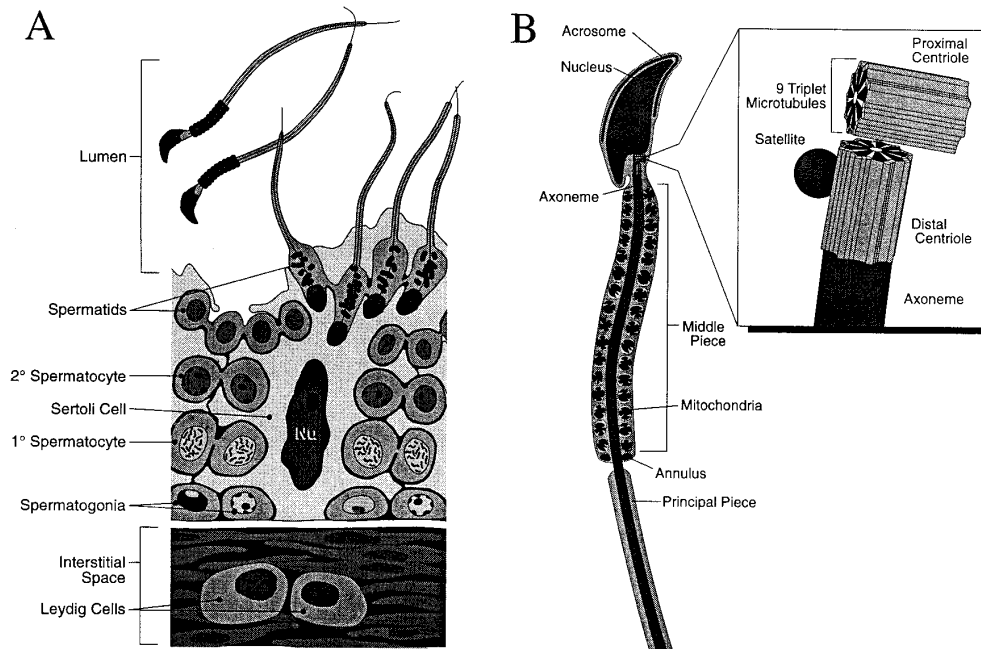 A
Lumen
Spermatids
2° Spermatocyte
Sertoli Cell
Nu
1° Spermatocyte
Spermatogonia
Interstitial
Space
Leydig Cells
B
Acrosome
Nucleus
Axoneme
Middle
Piece
Mitochondria
Annulus
Principal Piece
Proximal
Centriole
9 Triplet
Microtubules
Satellite
Distal
Centriole
Axoneme